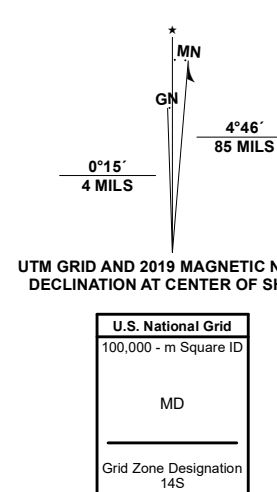 ★
MN
GN
4°46´
85 MILS
0°15´
4 MILS
UTM GRID AND 2019 MAGNETIC
DECLINATION AT CENTER OF
U.S. National Grid
100,000 - m Square ID
MD
Grid Zone Designation
14S